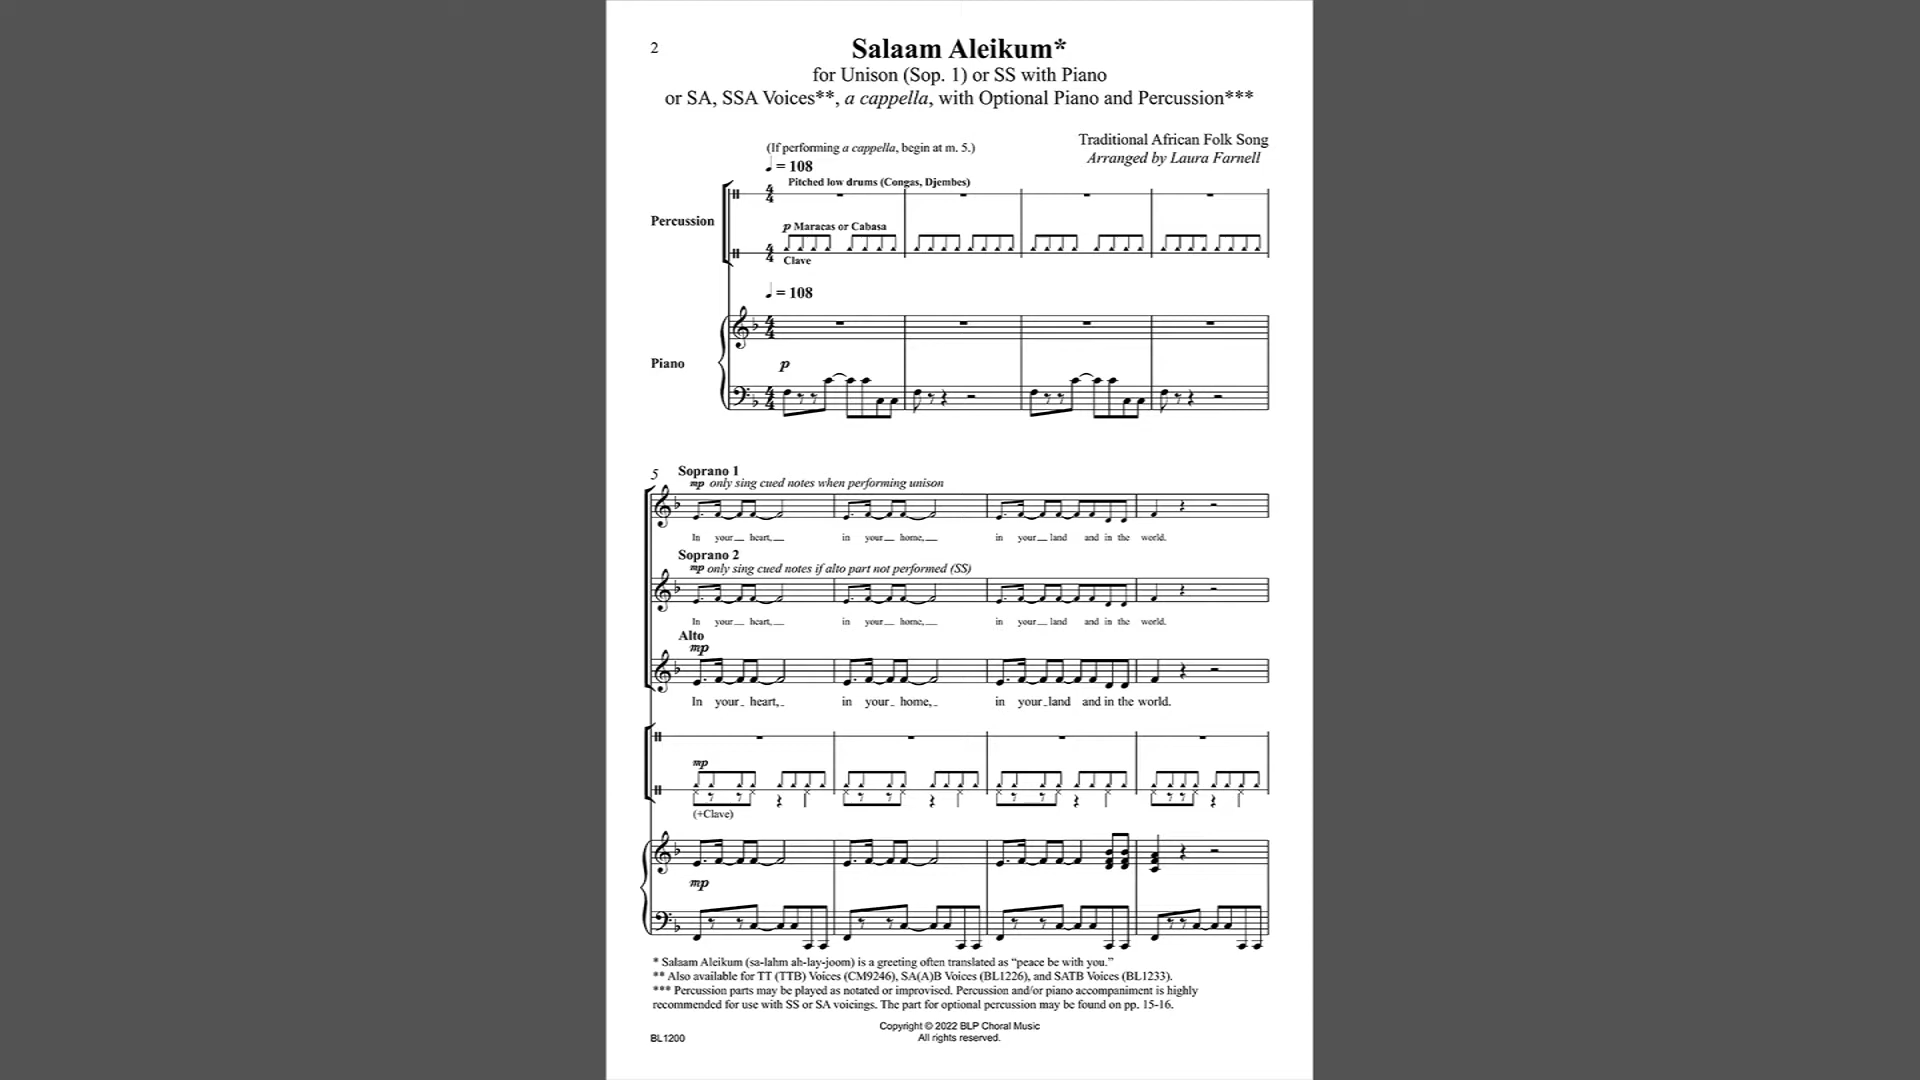 2
Salaam Aleikum*
for Unison (Sop. 1) or SS with Piano
or SA, SSA Voices**, a cappella, with Optional Piano and Percussion***
Traditional African Folk Song
Arranged by Laura Farnell
(If performing a cappella, begin at m. 5.)
♩ = 108
Pitched low drums (Congas, Djembes)
Percussion
p Maracas or Cabasa
Clave
♩ = 108
Piano
p
5
Soprano 1
mp only sing cued notes when performing unison
In your heart, in your home, in your land and in the world.
Soprano 2
mp only sing cued notes if alto part not performed (SS)
In your heart, in your home, in your land and in the world.
Alto
mp
In your heart, in your home, in your land and in the world.
mp
(+Clave)
mp
* Salaam Aleikum (sa-lahm ah-lay-joom) is a greeting often translated as “peace be with you.”
** Also available for TT (TTB) Voices (CM9246), SA(A)B Voices (BL1226), and SATB Voices (BL1233).
*** Percussion parts may be played as notated or improvised. Percussion and/or piano accompaniment is highly
recommended for use with SS or SA voicings. The part for optional percussion may be found on pp. 15-16.
Copyright © 2022 BLP Choral Music
All rights reserved.
BL1200